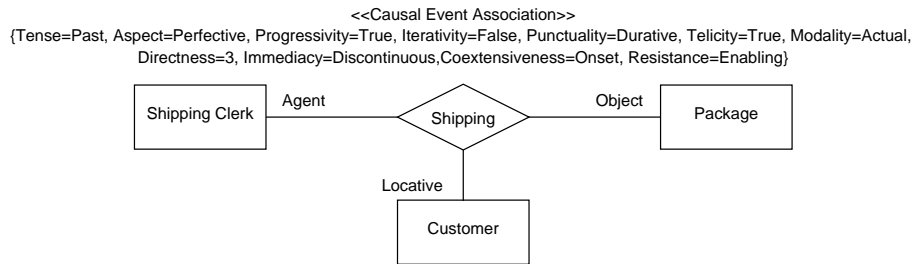 <<Causal Event Association>>
{Tense=Past, Aspect=Perfective, Progressivity=True, Iterativity=False, Punctuality=Durative, Telicity=True, Modality=Actual,
Directness=3, Immediacy=Discontinuous,Coextensiveness=Onset, Resistance=Enabling}
Shipping Clerk
Agent
Shipping
Object
Package
Locative
Customer